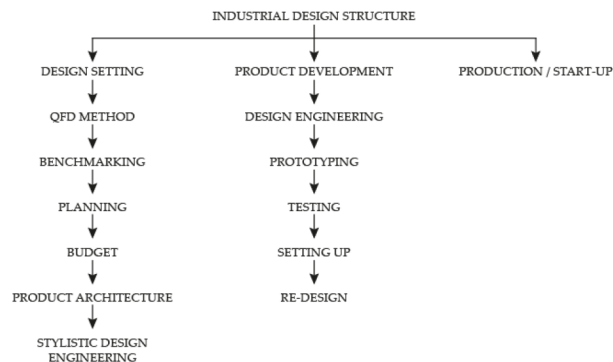 INDUSTRIAL DESIGN STRUCTURE
DESIGN SETTING
PRODUCT DEVELOPMENT
PRODUCTION / START-UP
QFD METHOD
DESIGN ENGINEERING
BENCHMARKING
PROTOTYPING
PLANNING
TESTING
BUDGET
SETTING UP
PRODUCT ARCHITECTURE
RE-DESIGN
STYLISTIC DESIGN
ENGINEERING